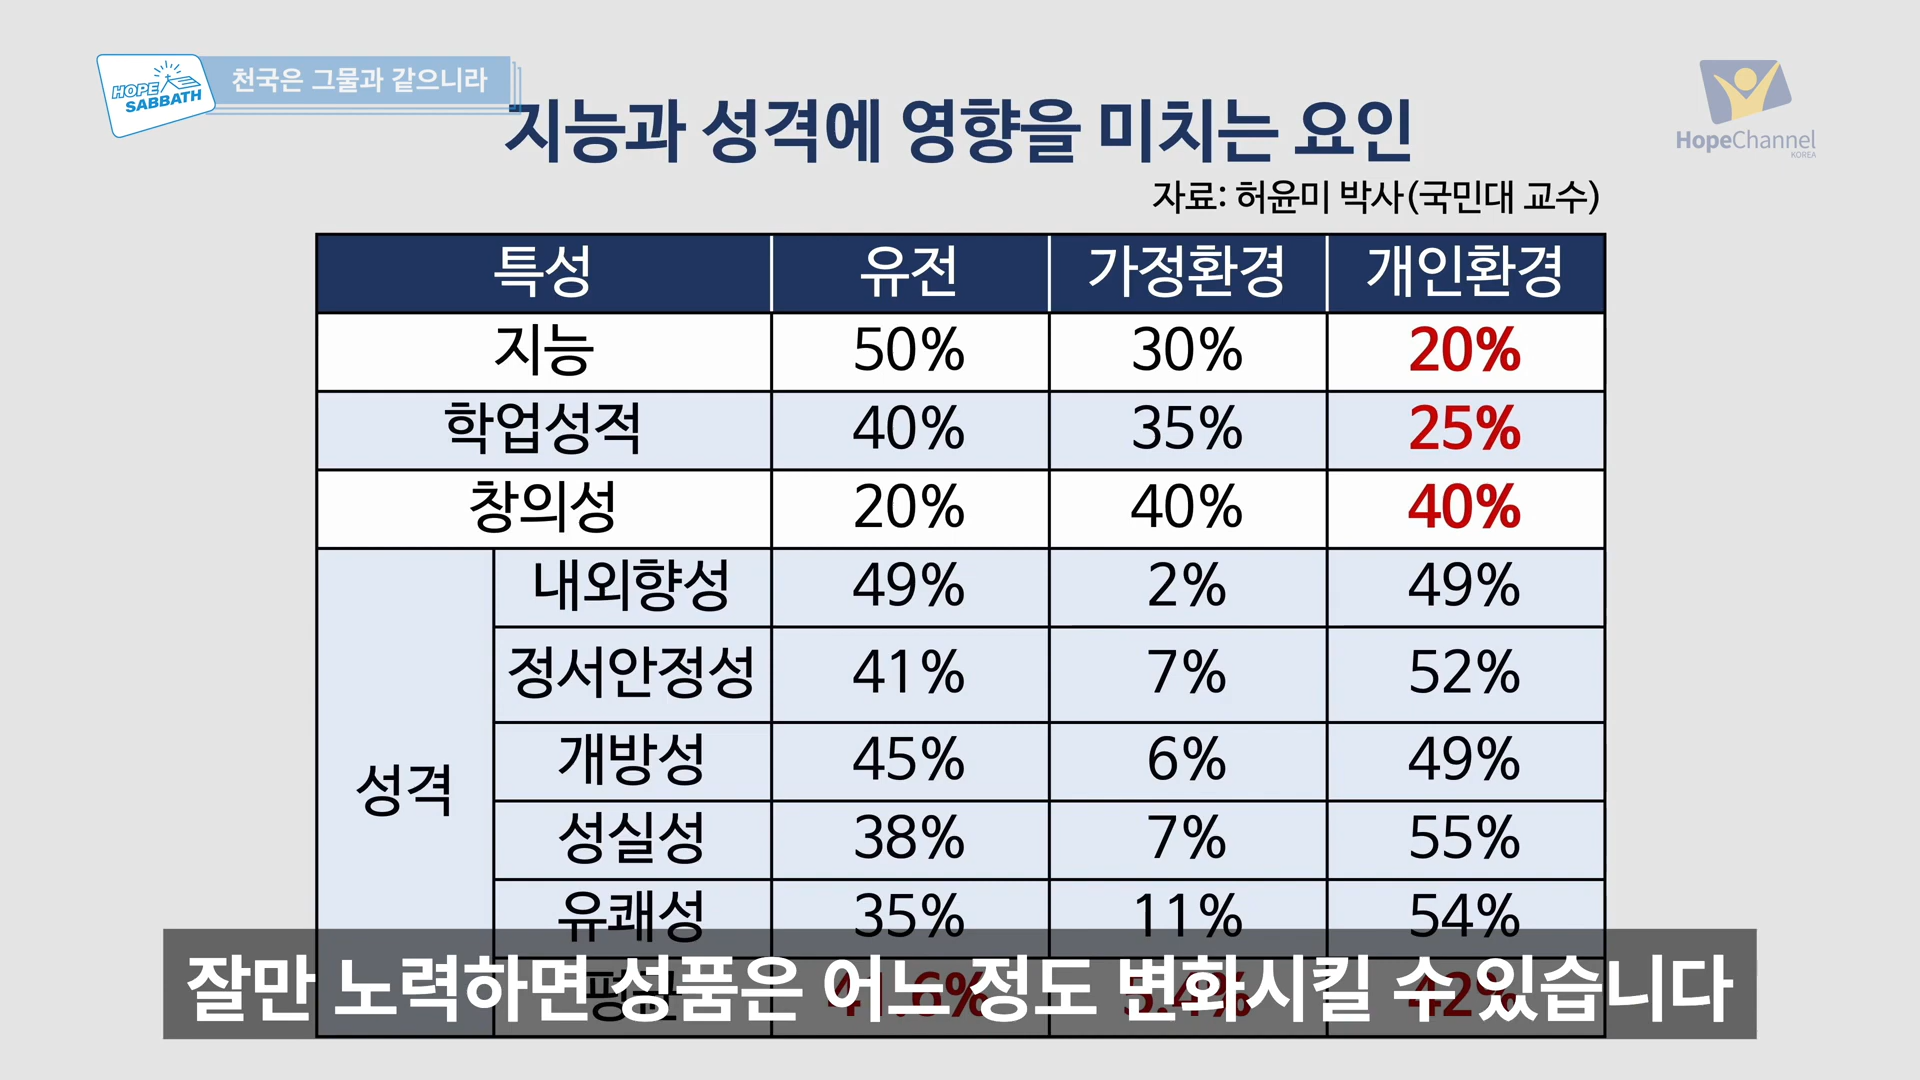 HOPE
SABBATH
천국은 그물과 같으니라
HopeChannel
KOREA
지능과 성격에 영향을 미치는 요인
자료: 허윤미 박사(국민대 교수)
특성 유전 가정환경 개인환경
지능 50% 30% 20%
학업성적 40% 35% 25%
창의성 20% 40% 40%
성격
내외향성 49% 2% 49%
정서안정성 41% 7% 52%
개방성 45% 6% 49%
성실성 38% 7% 55%
유쾌성 35% 11% 54%
41.6% 42%
잘만 노력하면 성품은 어느 정도 변화시킬 수 있습니다